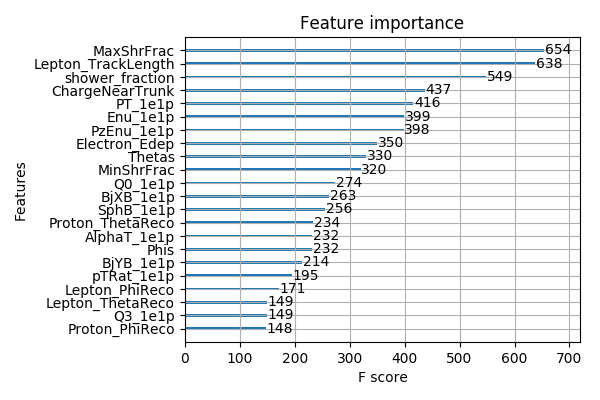 Feature importance
MaxShrFrac 654
Lepton_TrackLength 638
shower_fraction 549
ChargeNearTrunk 437
PT_1e1p 416
Enu_1e1p 399
PzEnu_1e1p 398
Electron_Edep 350
Thetas 330
MinShrFrac 320
Q0_1e1p 274
BjXB_1e1p 263
SphB_1e1p 256
Proton_ThetaReco 234
AlphaT_1e1p 232
Phis 232
BjYB_1e1p 214
pTRat_1e1p 195
Lepton_PhiReco 171
Lepton_ThetaReco 149
Q3_1e1p 149
Proton_PhiReco 148
Features
0 100 200 300 400 500 600 700
F score